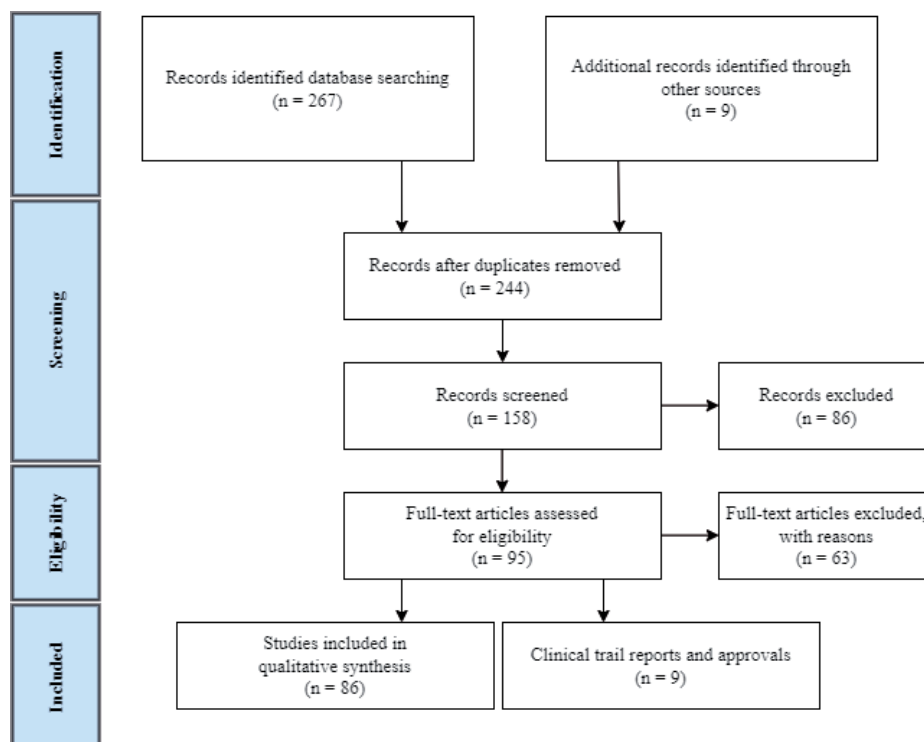 Identification
Records identified database searching
(n = 267)
Additional records identified through
other sources
(n = 9)
Screening
Records after duplicates removed
(n = 244)
Records screened
(n = 158)
Records excluded
(n = 86)
Eligibility
Full-text articles assessed
for eligibility
(n = 95)
Full-text articles excluded,
with reasons
(n = 63)
Included
Studies included in
qualitative synthesis
(n = 86)
Clinical trail reports and approvals
(n = 9)